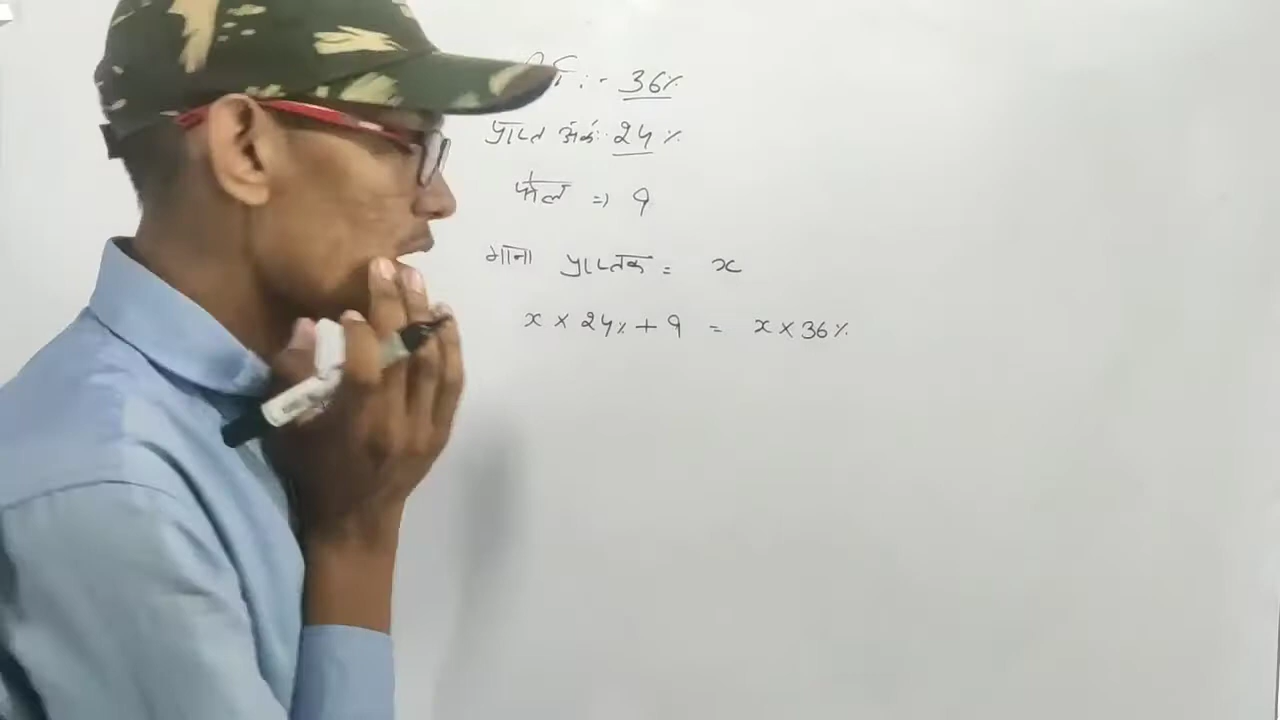 :- 36%
प्राप्त अंक:- 24%
फेल => 9
माना प्राप्तांक = x
x × 24% + 9 = x × 36%